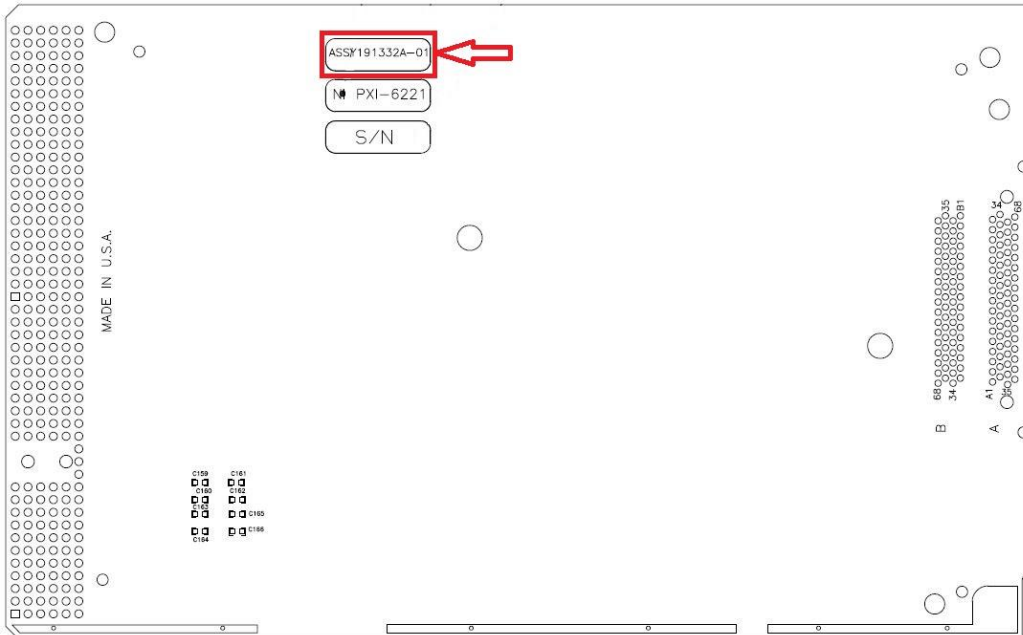 ASSY191332A-01
NI PXI-6221
S/N
MADE IN U.S.A.
35
B1
34
68
68
34
A1
B
A
C159
C161
C160
C162
C163
C165
C164
C166